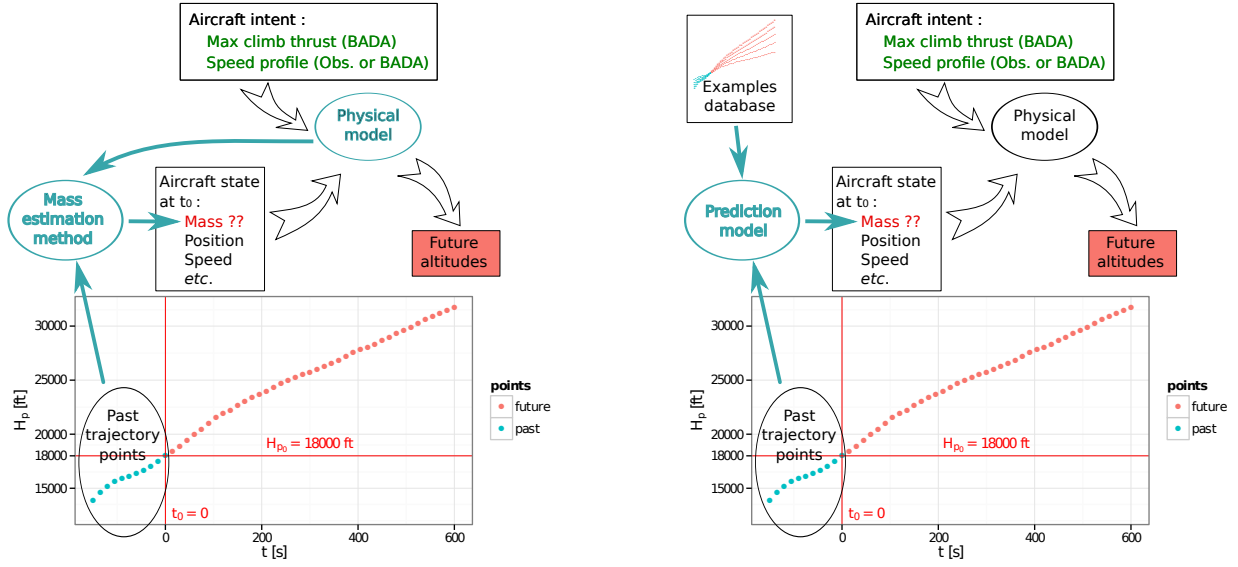 Aircraft intent :
Max climb thrust (BADA)
Speed profile (Obs. or BADA)
Physical
model
Mass
estimation
method
Aircraft state
at t0 :
Mass ??
Position
Speed
etc.
Future
altitudes
30000
25000
20000
18000
15000
Hp [ft]
Past
trajectory
points
Hp0 = 18000 ft
t0 = 0
0
200
400
600
t [s]
points
future
past
Examples
database
Aircraft intent :
Max climb thrust (BADA)
Speed profile (Obs. or BADA)
Physical
model
Prediction
model
Aircraft state
at t0 :
Mass ??
Position
Speed
etc.
Future
altitudes
30000
25000
20000
18000
15000
Hp [ft]
Past
trajectory
points
Hp0 = 18000 ft
t0 = 0
0
200
400
600
t [s]
points
future
past